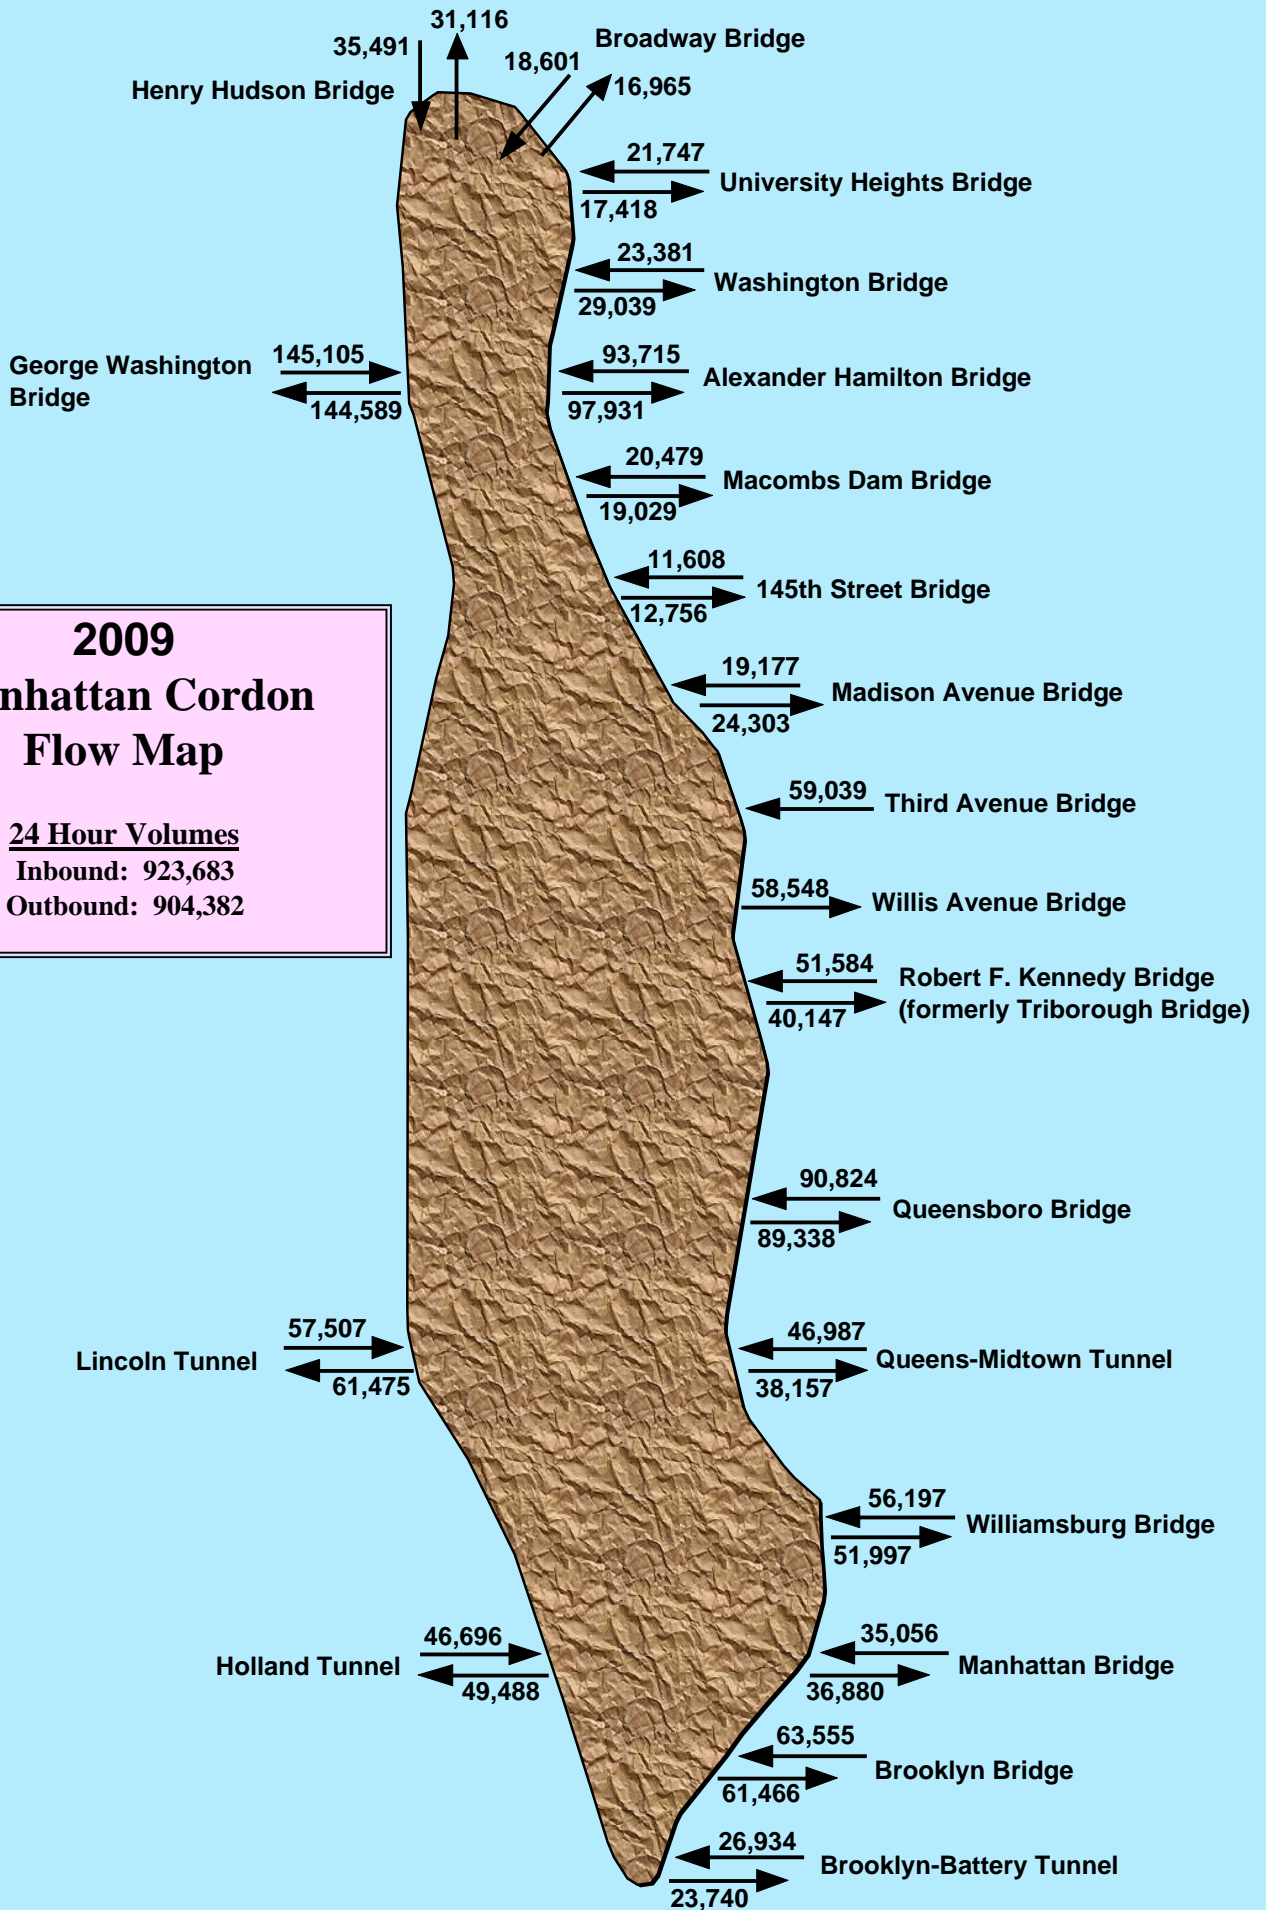 31,116
35,491
Broadway Bridge
18,601
16,965
Henry Hudson Bridge
21,747
University Heights Bridge
17,418
23,381
Washington Bridge
29,039
George Washington
Bridge
145,105
144,589
93,715
Alexander Hamilton Bridge
97,931
20,479
Macombs Dam Bridge
19,029
11,608
145th Street Bridge
12,756
2009
nhattan Cordon
Flow Map
24 Hour Volumes
Inbound: 923,683
Outbound: 904,382
19,177
Madison Avenue Bridge
24,303
59,039
Third Avenue Bridge
58,548
Willis Avenue Bridge
51,584
Robert F. Kennedy Bridge
(formerly Triborough Bridge)
40,147
90,824
Queensboro Bridge
89,338
57,507
Lincoln Tunnel
61,475
46,987
Queens-Midtown Tunnel
38,157
56,197
Williamsburg Bridge
51,997
46,696
Holland Tunnel
49,488
35,056
Manhattan Bridge
36,880
63,555
Brooklyn Bridge
61,466
26,934
Brooklyn-Battery Tunnel
23,740